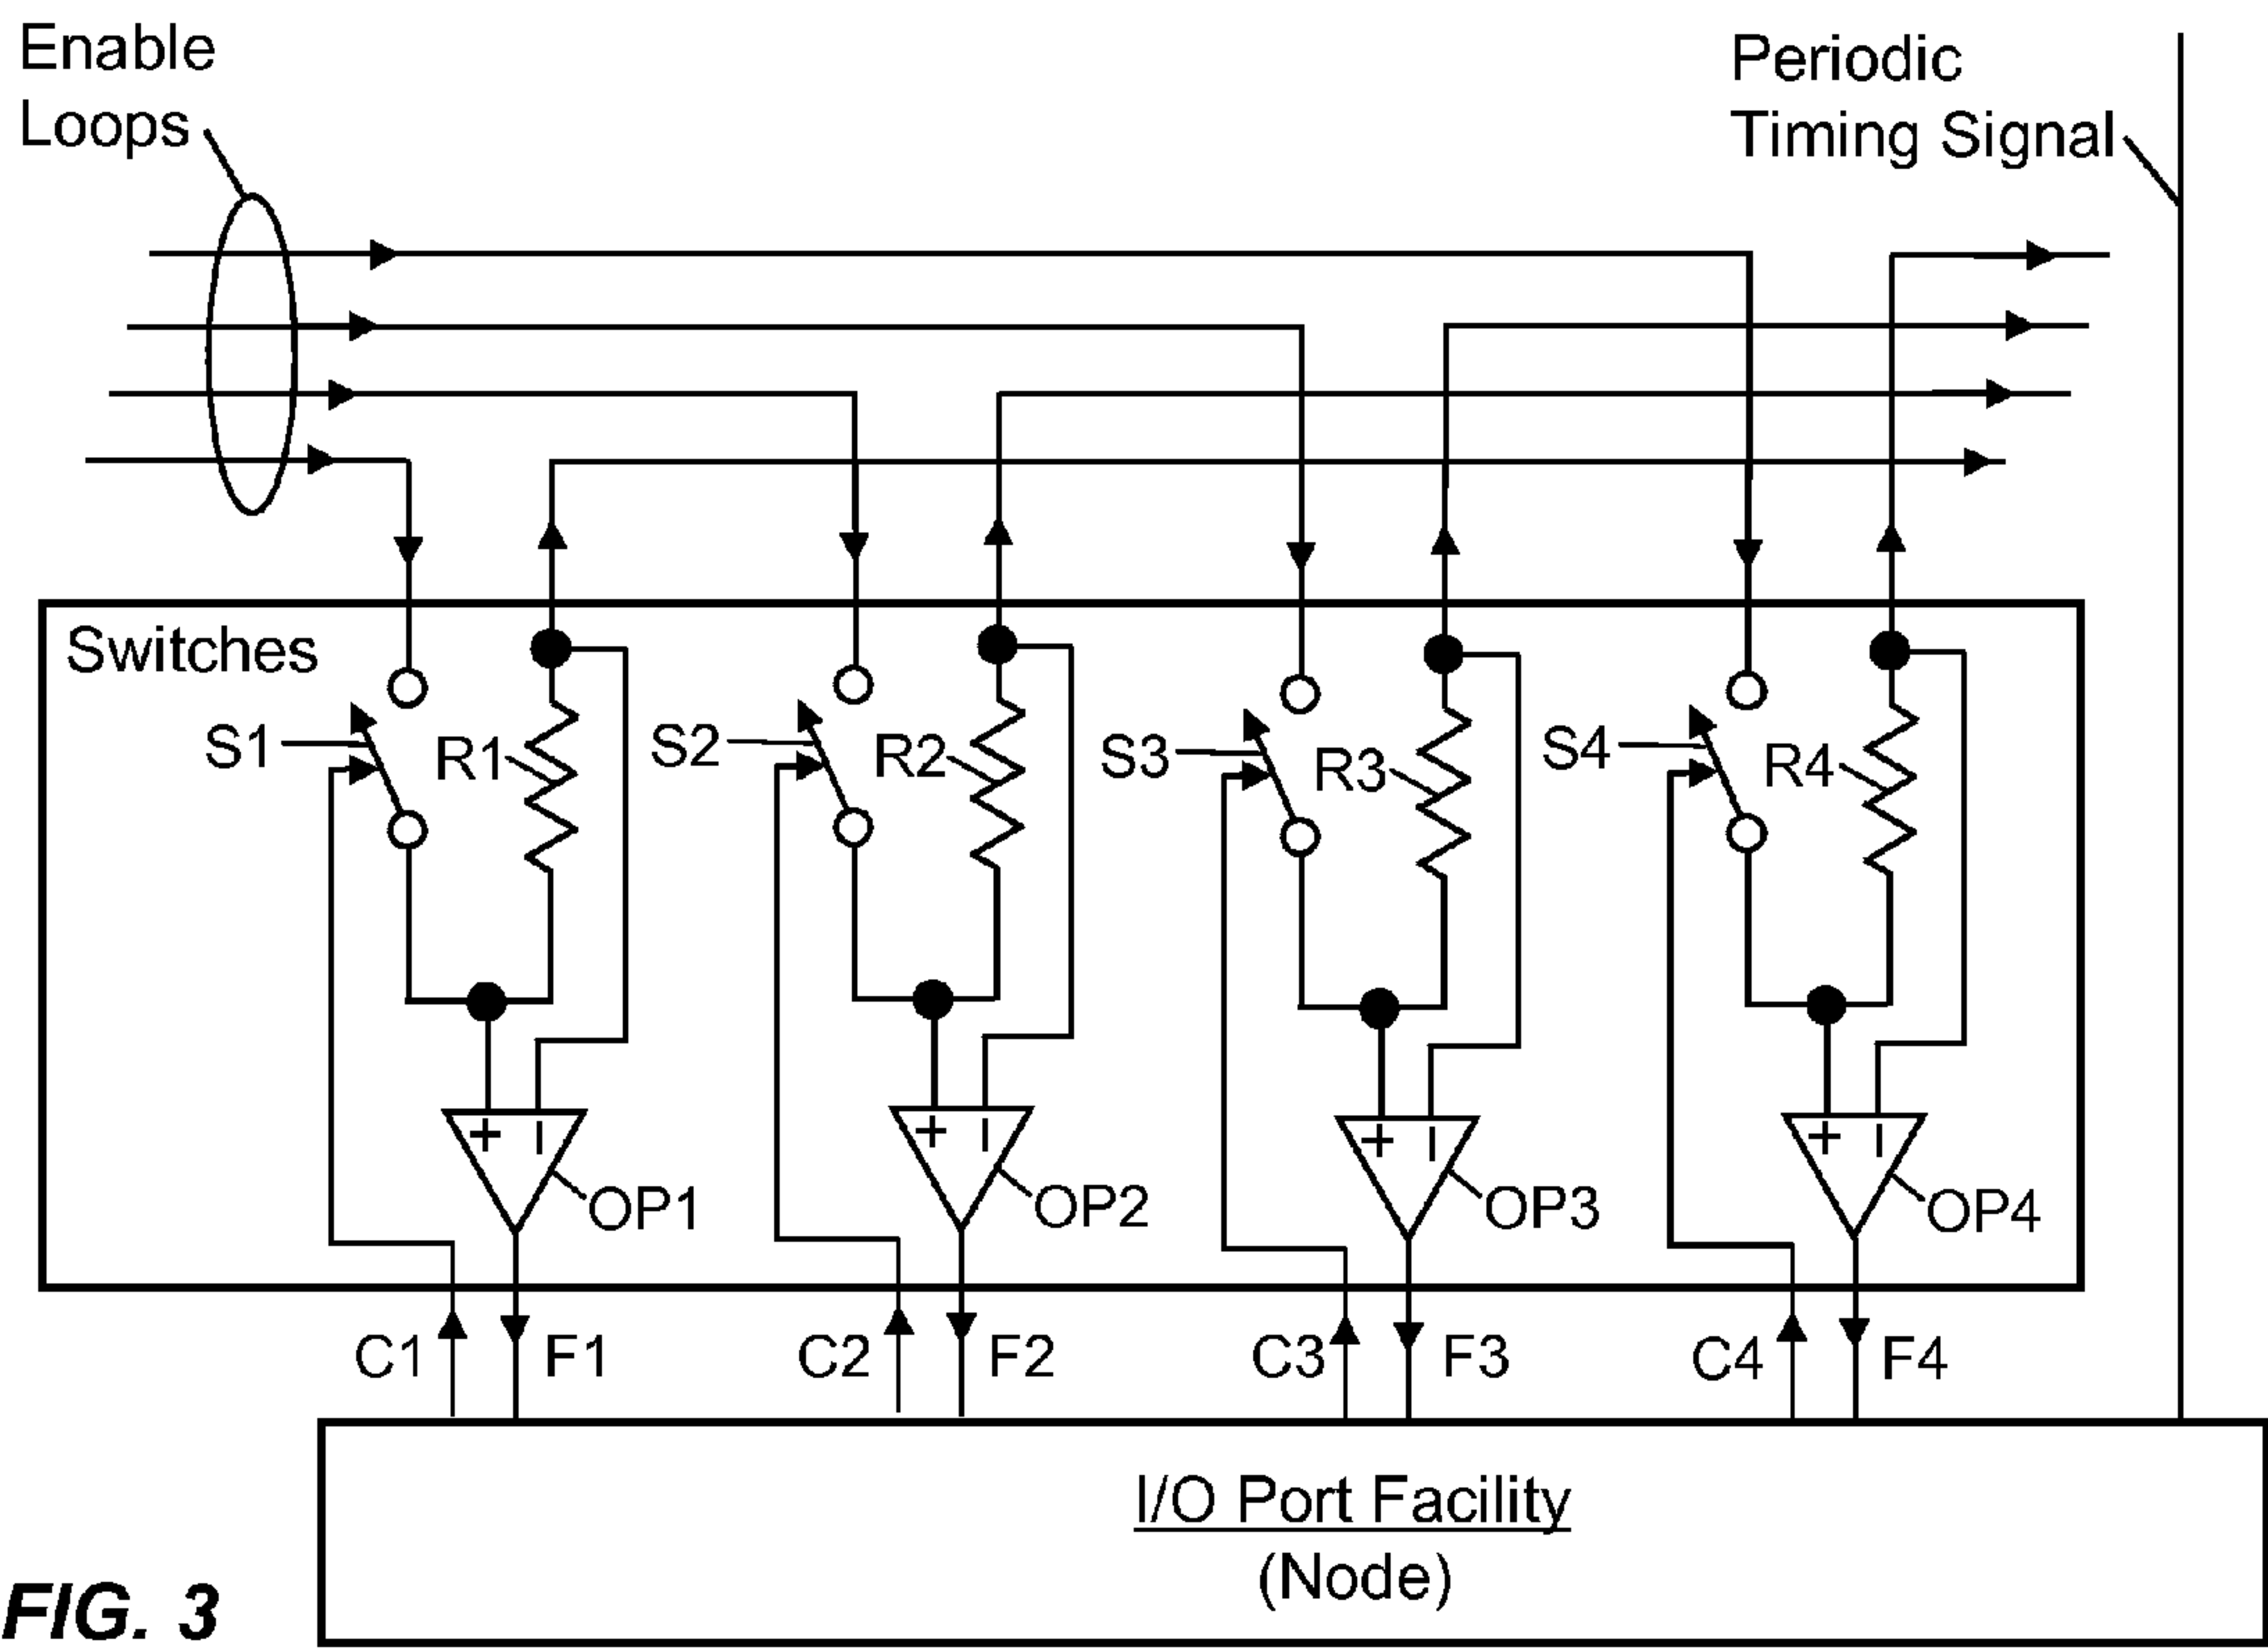 Enable
Loops
Periodic
Timing Signal
Switches
S1
R1
S2
R2
S3
R3
S4
R4
+ −
+ −
+ −
+ −
OP1
OP2
OP3
OP4
C1
F1
C2
F2
C3
F3
C4
F4
I/O Port Facility
(Node)
FIG. 3